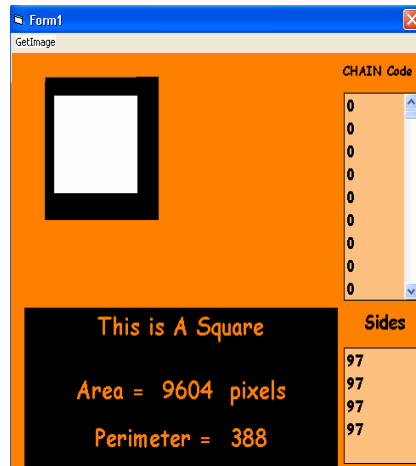 Form1
GetImage
CHAIN Code
0
0
0
0
0
0
0
0
0
This is A Square
Area = 9604 pixels
Perimeter = 388
Sides
97
97
97
97